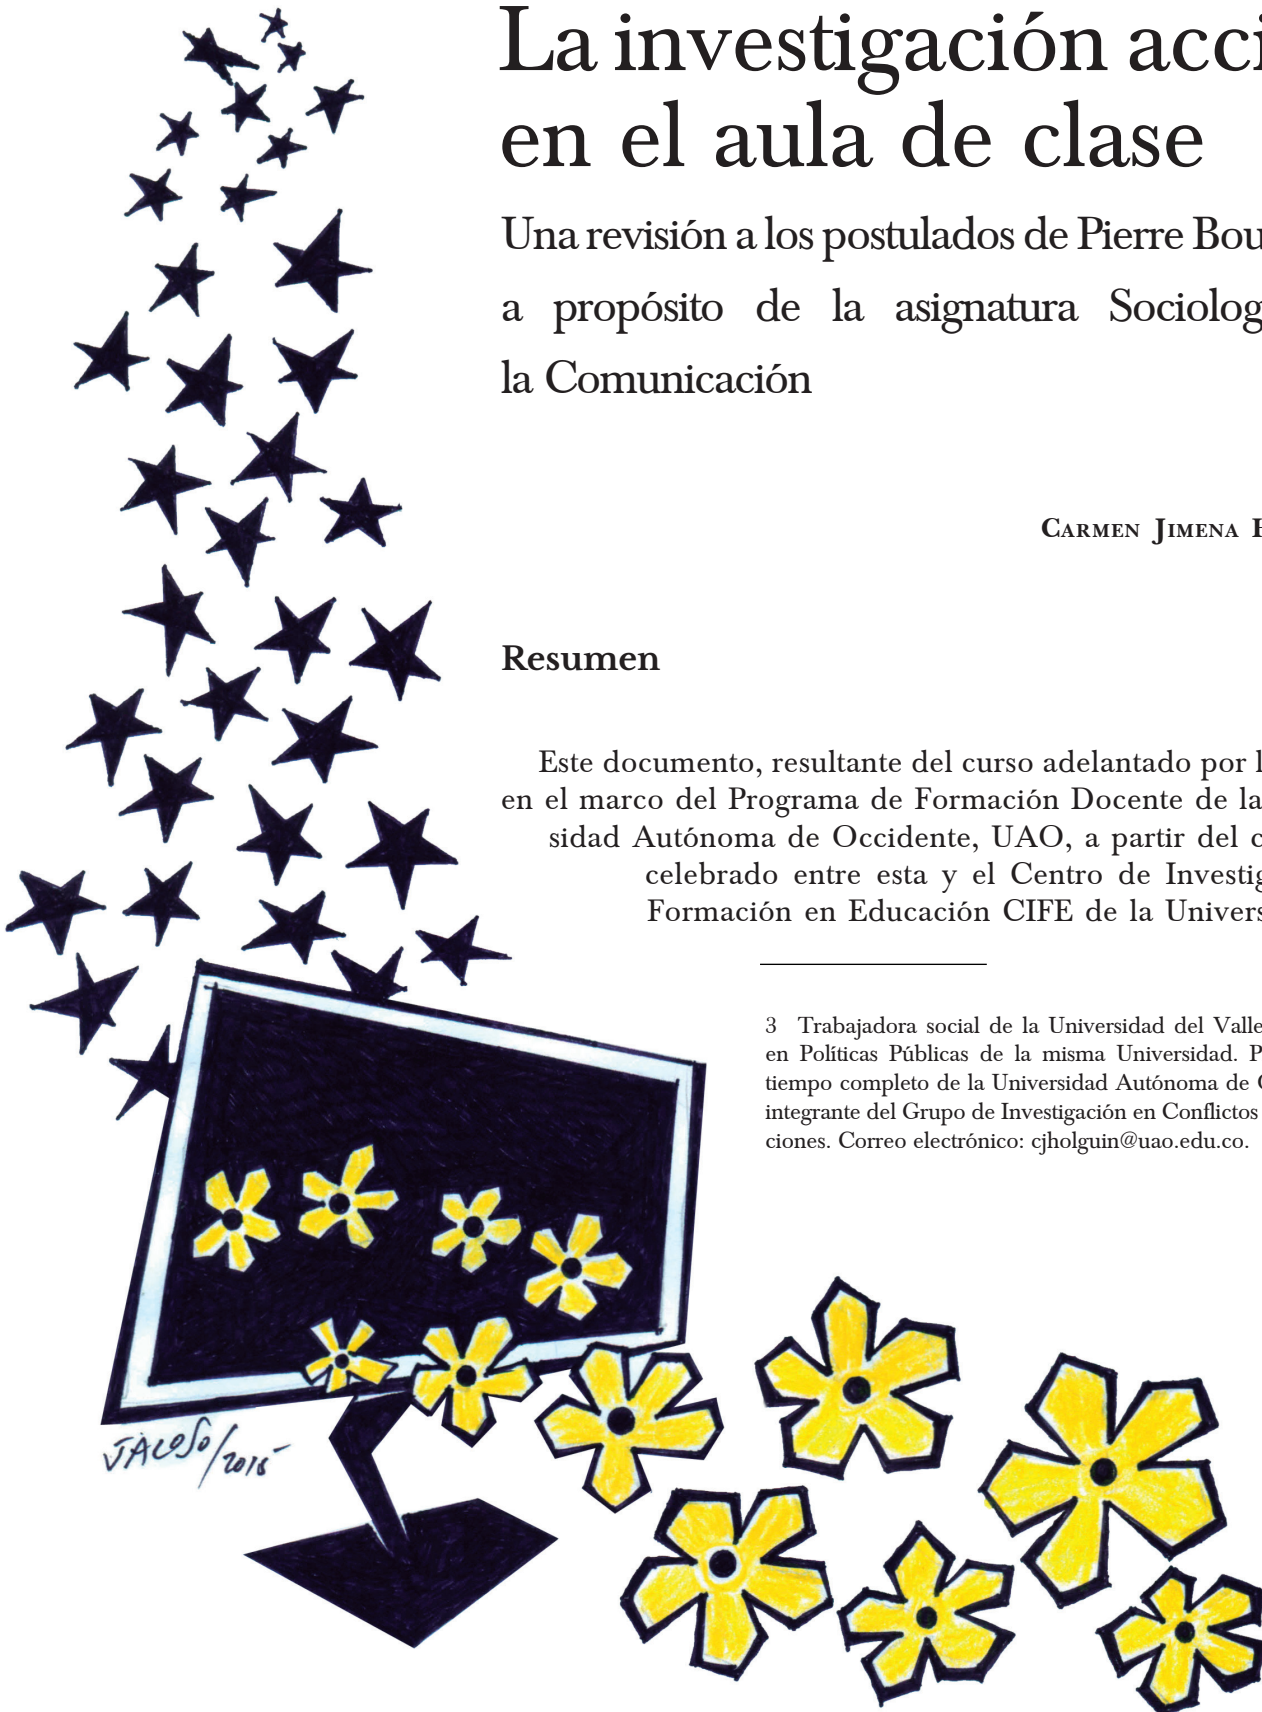 La investigación acci
en el aula de clase
Una revisión a los postulados de Pierre Bou
a propósito de la asignatura Sociolog
la Comunicación
Carmen Jimena
Resumen
Este documento, resultante del curso adelantado por l
en el marco del Programa de Formación Docente de la
sidad Autónoma de Occidente, UAO, a partir del c
celebrado entre esta y el Centro de Investig
Formación en Educación CIFE de la Univers
3 Trabajadora social de la Universidad del Valle
en Políticas Públicas de la misma Universidad. P
tiempo completo de la Universidad Autónoma de
integrante del Grupo de Investigación en Conflictos
ciones. Correo electrónico: cjholguin@uao.edu.co.